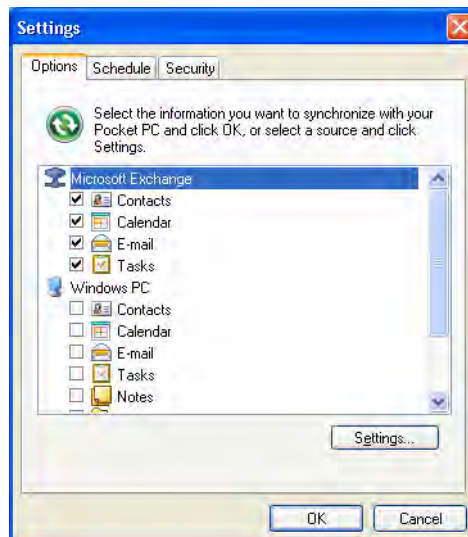 Settings
Options Schedule Security
Select the information you want to synchronize with your
Pocket PC and click OK, or select a source and click
Settings.
Microsoft Exchange
Contacts
Calendar
E-mail
Tasks
Windows PC
Contacts
Calendar
E-mail
Tasks
Notes
Settings...
OK Cancel